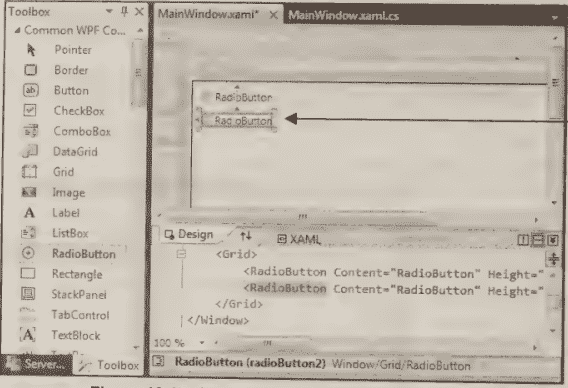 Toolbox
Common WPF Co...
Pointer
Border
Button
CheckBox
ComboBox
DataGrid
Grid
Image
Label
ListBox
RadioButton
Rectangle
StackPanel
TabControl
TextBlock
Server...
Toolbox
MainWindow.xaml*
MainWindow.xaml.cs
RadioButton
RadioButton
Design
XAML
<Grid>
<RadioButton Content="RadioButton" Height="
<RadioButton Content="RadioButton" Height="
</Grid>
</Window>
100 %
RadioButton (radioButton2) Window/Grid/RadioButton